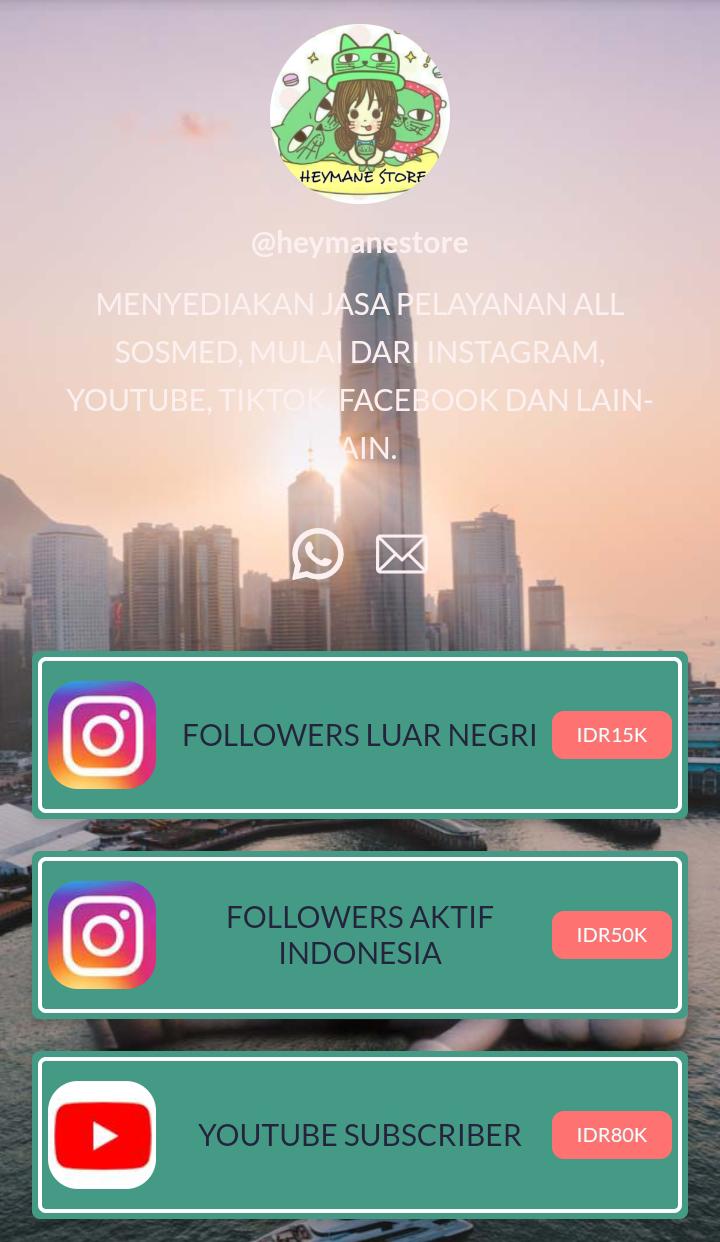 HEYMANE STORE
@heymanestore
MENYEDIAKAN JASA PELAYANAN ALL
SOSMED, MULAI DARI INSTAGRAM,
YOUTUBE, TIKTOK, FACEBOOK DAN LAIN-
LAIN.
FOLLOWERS LUAR NEGRI
IDR15K
FOLLOWERS AKTIF
INDONESIA
IDR50K
YOUTUBE SUBSCRIBER
IDR80K